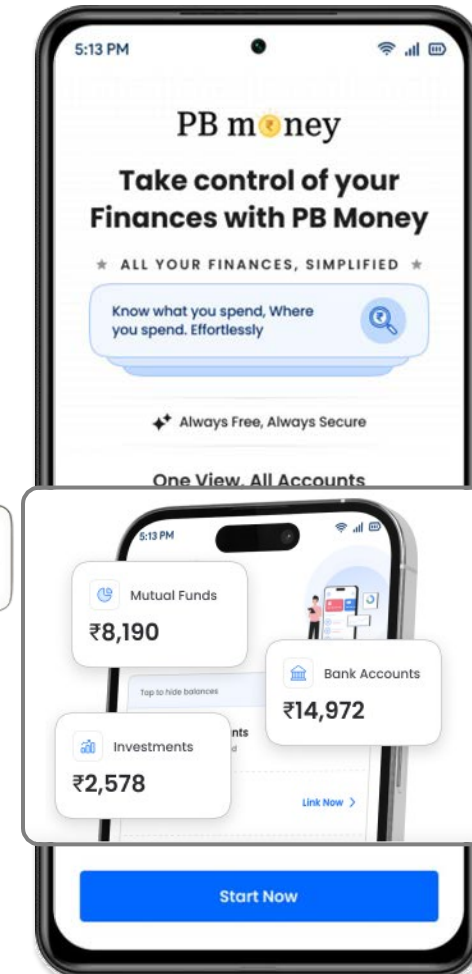 5:13 PM
PB money
Take control of your
Finances with PB Money
★ ALL YOUR FINANCES, SIMPLIFIED ★
Know what you spend, Where
you spend. Effortlessly
Always Free, Always Secure
One View, All Accounts
5:13 PM
Mutual Funds
₹8,190
Bank Accounts
₹14,972
Tap to hide balances
Investments
₹2,578
Link Now >
Start Now